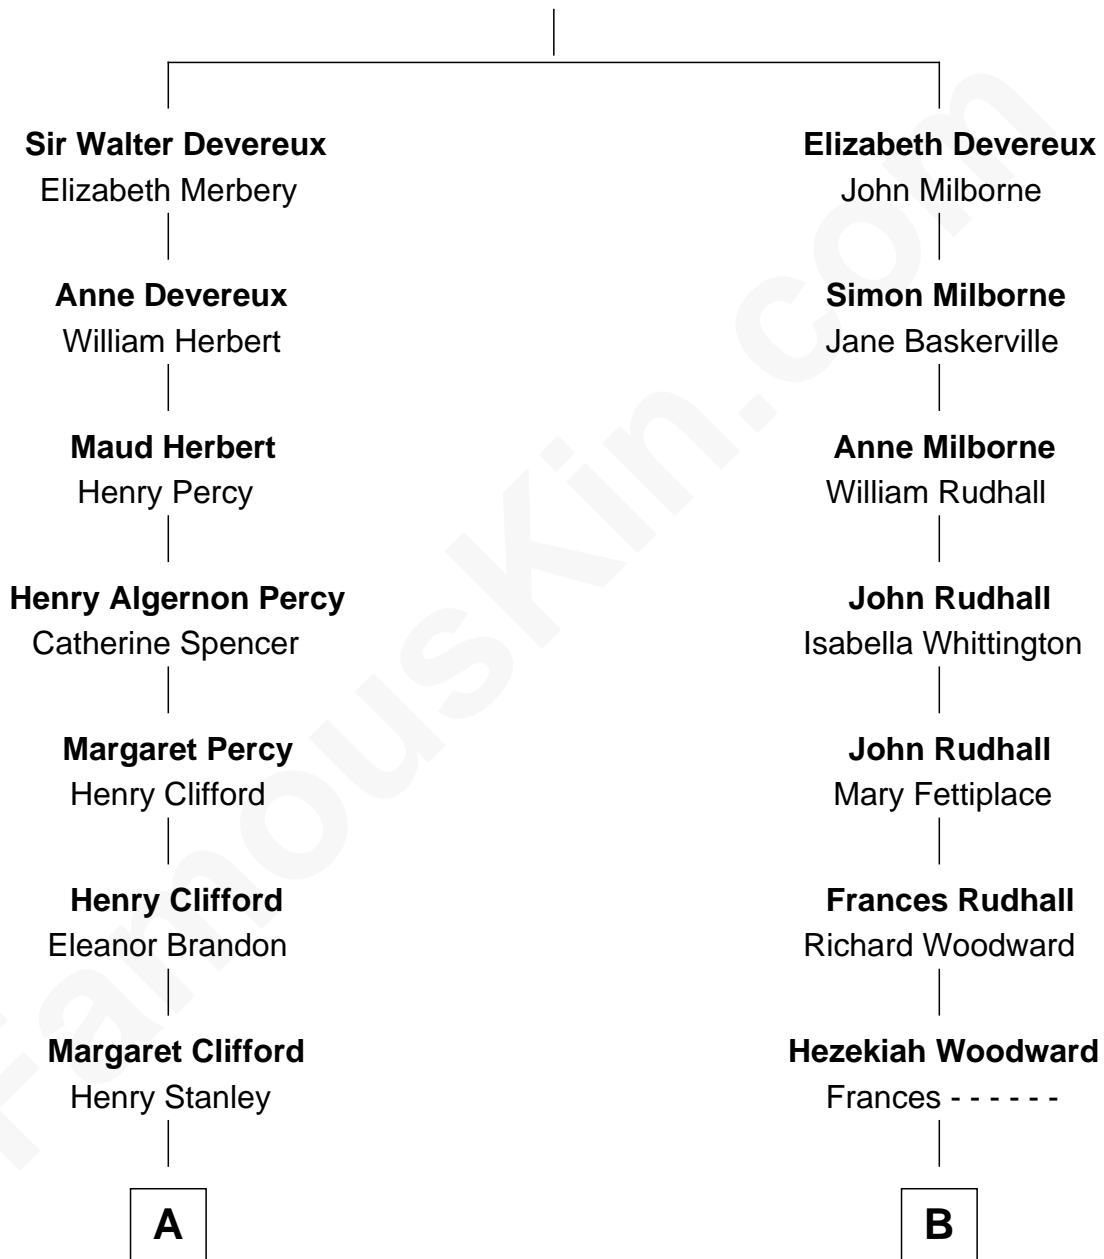 Sir Walter Devereux
Elizabeth Merbery
Anne Devereux
William Herbert
Maud Herbert
Henry Percy
Henry Algernon Percy
Catherine Spencer
Margaret Percy
Henry Clifford
Henry Clifford
Eleanor Brandon
Margaret Clifford
Henry Stanley
A
Elizabeth Devereux
John Milborne
Simon Milborne
Jane Baskerville
Anne Milborne
William Rudhall
John Rudhall
Isabella Whittington
John Rudhall
Mary Fettiplace
Frances Rudhall
Richard Woodward
Hezekiah Woodward
Frances - - - - - -
B
FamousKin.com